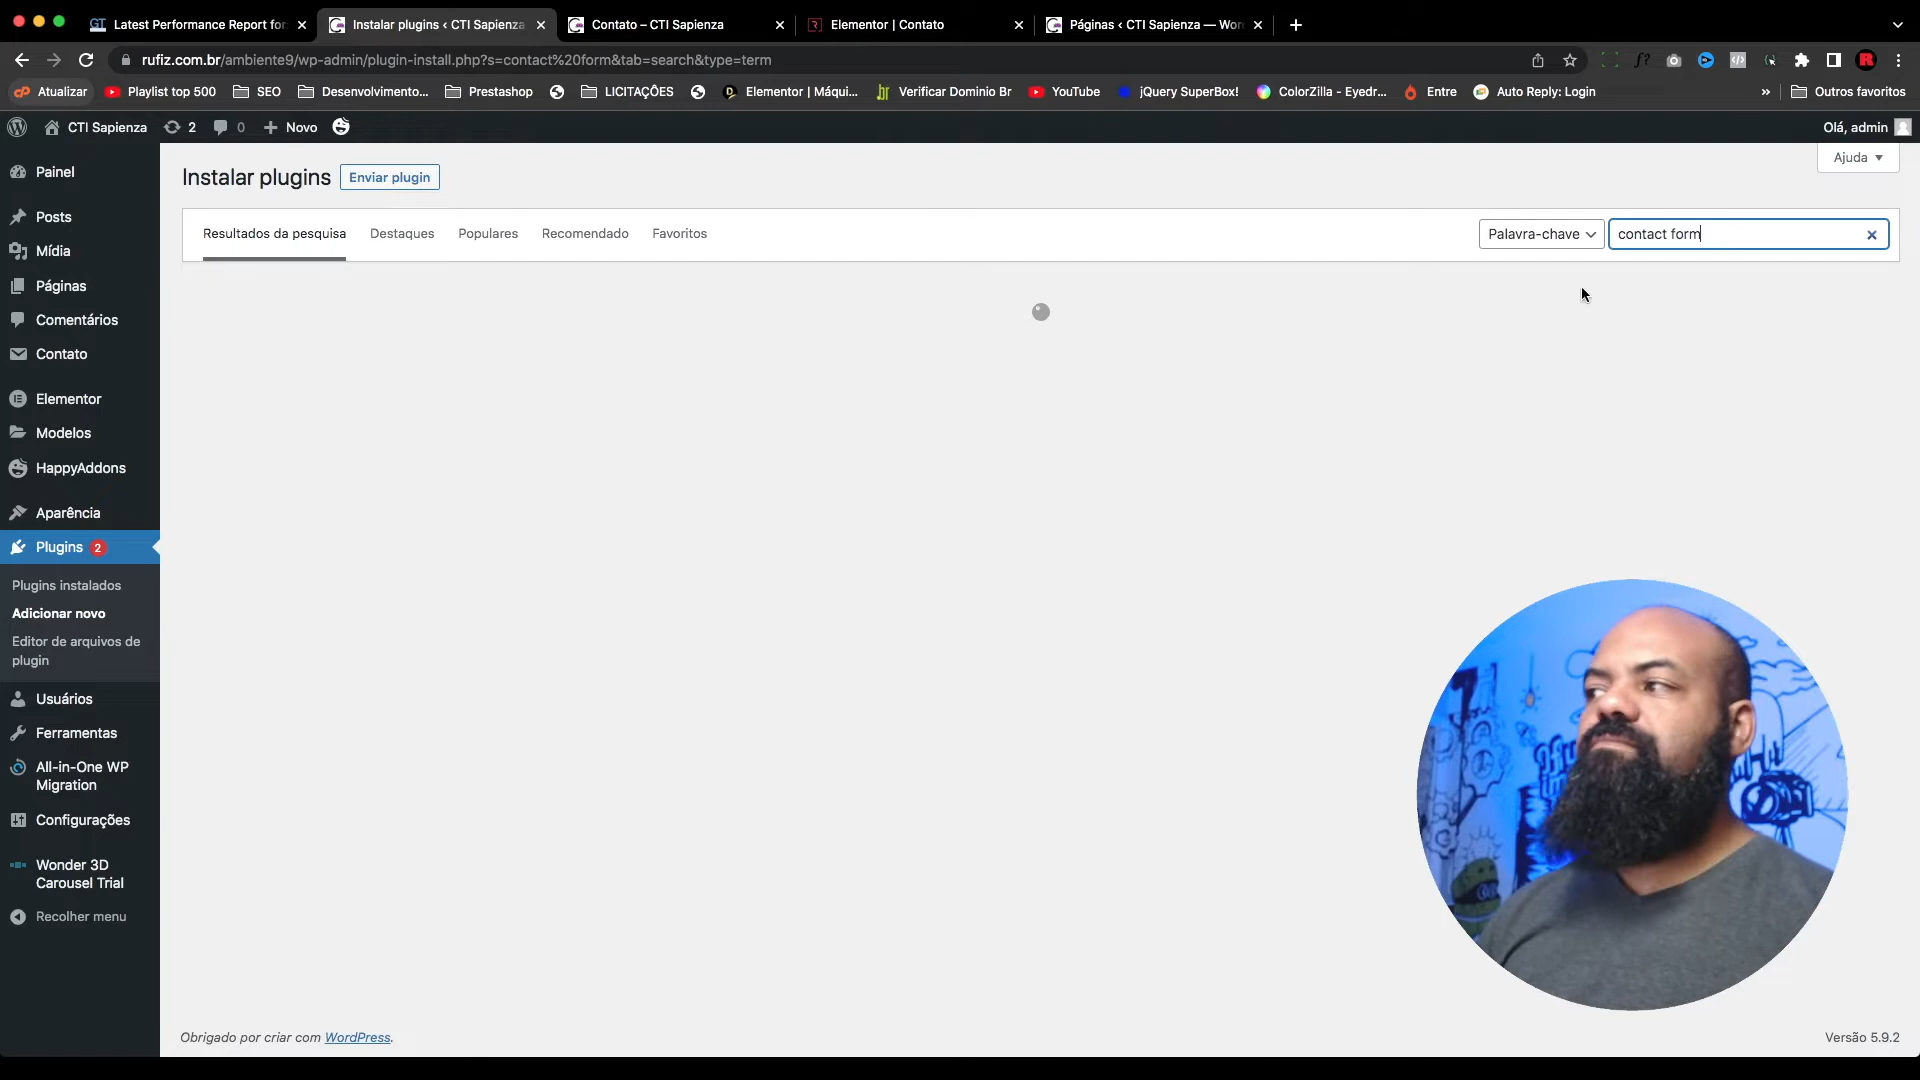 Latest Performance Report for
Instalar plugins ‹ CTI Sapienza
Contato – CTI Sapienza
Elementor | Contato
Páginas ‹ CTI Sapienza — Wor
rufiz.com.br/ambiente9/wp-admin/plugin-install.php?s=contact%20form&tab=search&type=term
Atualizar
Playlist top 500
SEO
Desenvolvimento...
Prestashop
LICITAÇÕES
Elementor | Máqui...
Verificar Dominio Br
YouTube
jQuery SuperBox!
ColorZilla - Eyedr...
Entre
Auto Reply: Login
»
Outros favoritos
CTI Sapienza
2
0
Novo
Olá, admin
Ajuda
Instalar plugins
Enviar plugin
Resultados da pesquisa
Destaques
Populares
Recomendado
Favoritos
Palavra-chave
contact form
Painel
Posts
Mídia
Páginas
Comentários
Contato
Elementor
Modelos
HappyAddons
Aparência
Plugins 2
Plugins instalados
Adicionar novo
Editor de arquivos de
plugin
Usuários
Ferramentas
All-in-One WP
Migration
Configurações
Wonder 3D
Carousel Trial
Recolher menu
Obrigado por criar com WordPress.
Versão 5.9.2